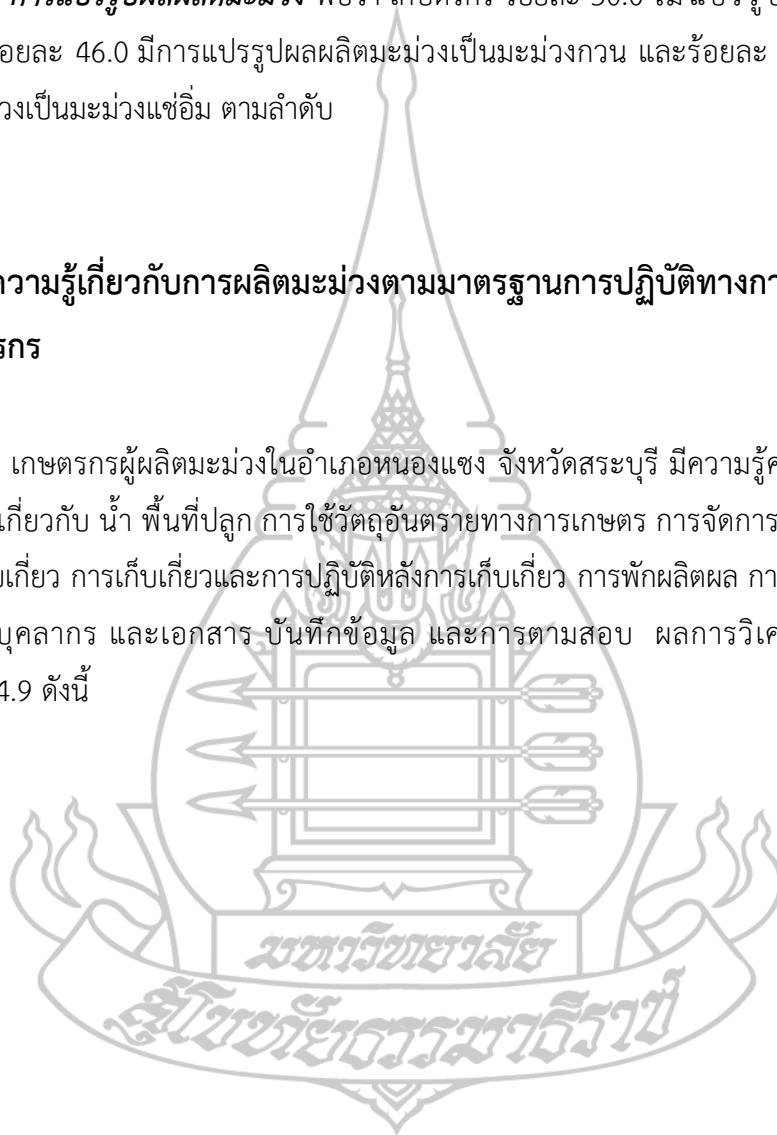 การแปรรูปผลผลิตมะม่วง พบว่า เกษตรกร ร้อยละ 50.0 ไม่แปรรูป
ร้อยละ 46.0 มีการแปรรูปผลผลิตมะม่วงเป็นมะม่วงกวน และร้อยละ
วงเป็นมะม่วงแช่อิ่ม ตามลำดับ
ความรู้เกี่ยวกับการผลิตมะม่วงตามมาตรฐานการปฏิบัติทางกา
รกร
เกษตรกรผู้ผลิตมะม่วงในอำเภอหนองแซง จังหวัดสระบุรี มีความรู้ค
เกี่ยวกับ น้ำ พื้นที่ปลูก การใช้วัตถุอันตรายทางการเกษตร การจัดการ
บเกี่ยว การเก็บเกี่ยวและการปฏิบัติหลังการเก็บเกี่ยว การพักผลิตผล กา
บุคลากร และเอกสาร บันทึกข้อมูล และการตามสอบ ผลการวิเค
4.9 ดังนี้
มหาวิทยาลัย
สุโขทัยธรรมาธิราช